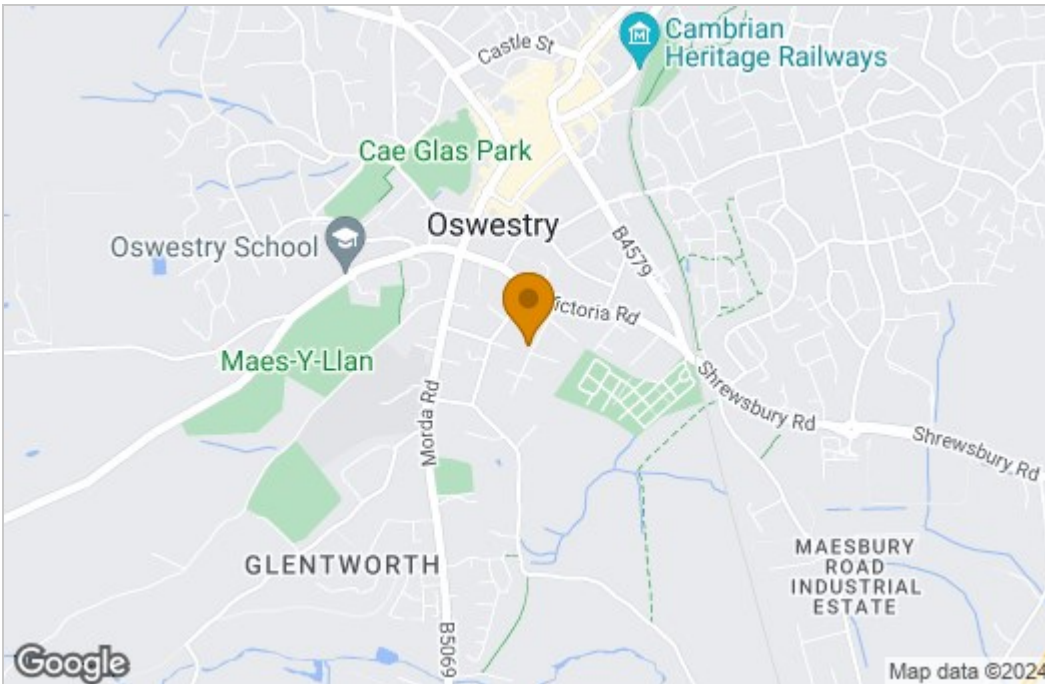 Castle St
Cambrian
Heritage Railways
Cae Glas Park
Oswestry
B4579
Oswestry School
ictoria Rd
Maes-Y-Llan
Morda Rd
Shrewsbury Rd
Shrewsbury Rd
MAESBURY
ROAD
INDUSTRIAL
ESTATE
GLENTWORTH
B5069
Google
Map data ©2024